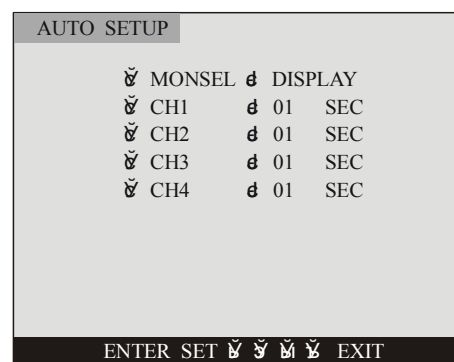 AUTO SETUP
MONSEL DISPLAY
CH1 01 SEC
CH2 01 SEC
CH3 01 SEC
CH4 01 SEC
ENTER SET EXIT